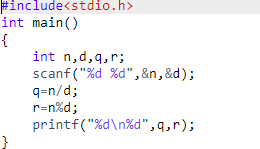 #include<stdio.h>
int main()
{
    int n,d,q,r;
    scanf("%d %d",&n,&d);
    q=n/d;
    r=n%d;
    printf("%d\n%d",q,r);
}